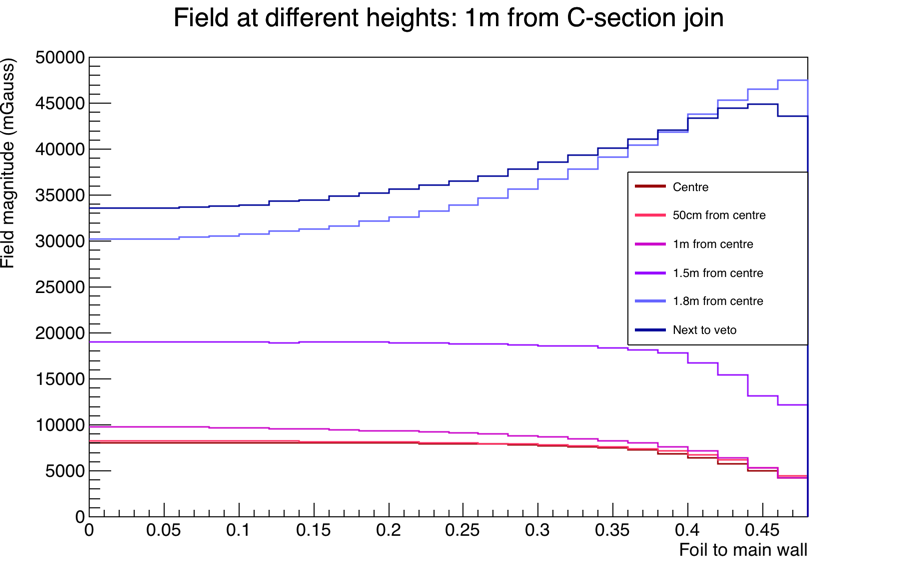 Field at different heights: 1m from C-section join
Field magnitude (mGauss)
50000
45000
40000
35000
30000
25000
20000
15000
10000
5000
0
0 0.05 0.1 0.15 0.2 0.25 0.3 0.35 0.4 0.45
Foil to main wall
Centre
50cm from centre
1m from centre
1.5m from centre
1.8m from centre
Next to veto